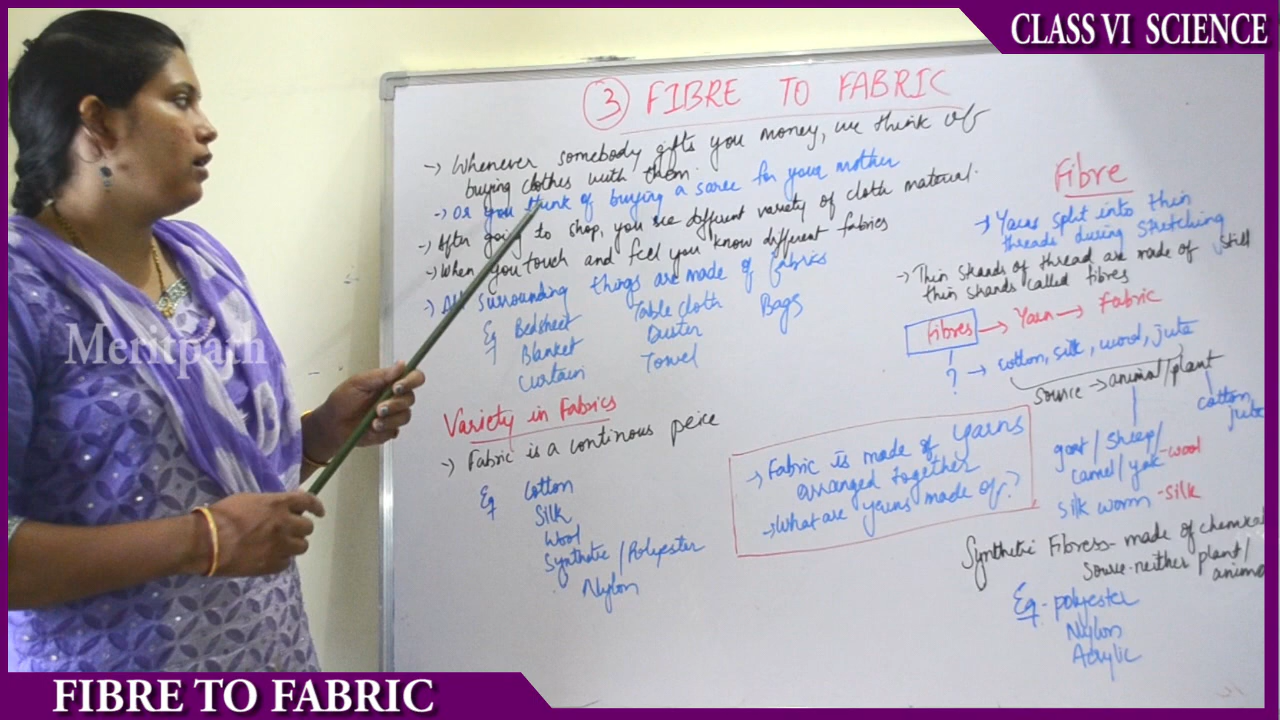 CLASS VI SCIENCE
③ FIBRE TO FABRIC
-> Whenever somebody gifts you money, we think of
buying clothes with them.
-> Or you think of buying a saree for your mother
-> After going to shop, you see different variety of cloth material.
-> When you touch and feel you know different fabrics
-> All surrounding things are made of fabrics
Eg Bedsheet Table cloth Bags
Blanket Duster
Curtain Towel
Variety in Fabrics
-> Fabric is a continous peice
Eg Cotton
Silk
Wool
Synthetic / Polyester
Nylon
-> Fabric is made of yarns
arranged together
-> What are yarns made of?
Fibre
-> Yarns split into thin
threads during stretching
-> Thin strands of thread are made of still
thin strands called fibres
Fibres -> Yarn -> Fabric
? -> cotton, silk, wool, jute
Source -> animal/plant
cotton
jute
goat / sheep /
camel / yak - wool
silk worm - silk
Synthetic Fibress - made of chemical
Source - neither plant/
anima
Eg - polyester
Nylon
Acrylic
Meritpath
FIBRE TO FABRIC